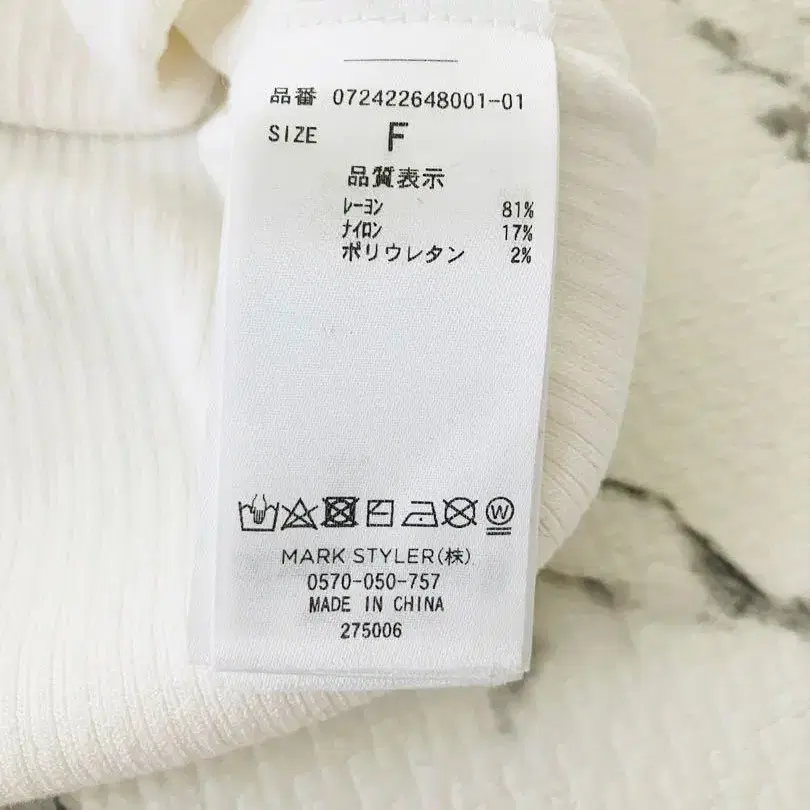 品番 072422648001-01
SIZE F
品質表示
レーヨン 81%
ナイロン 17%
ポリウレタン 2%
W
MARK STYLER(株)
0570-050-757
MADE IN CHINA
275006